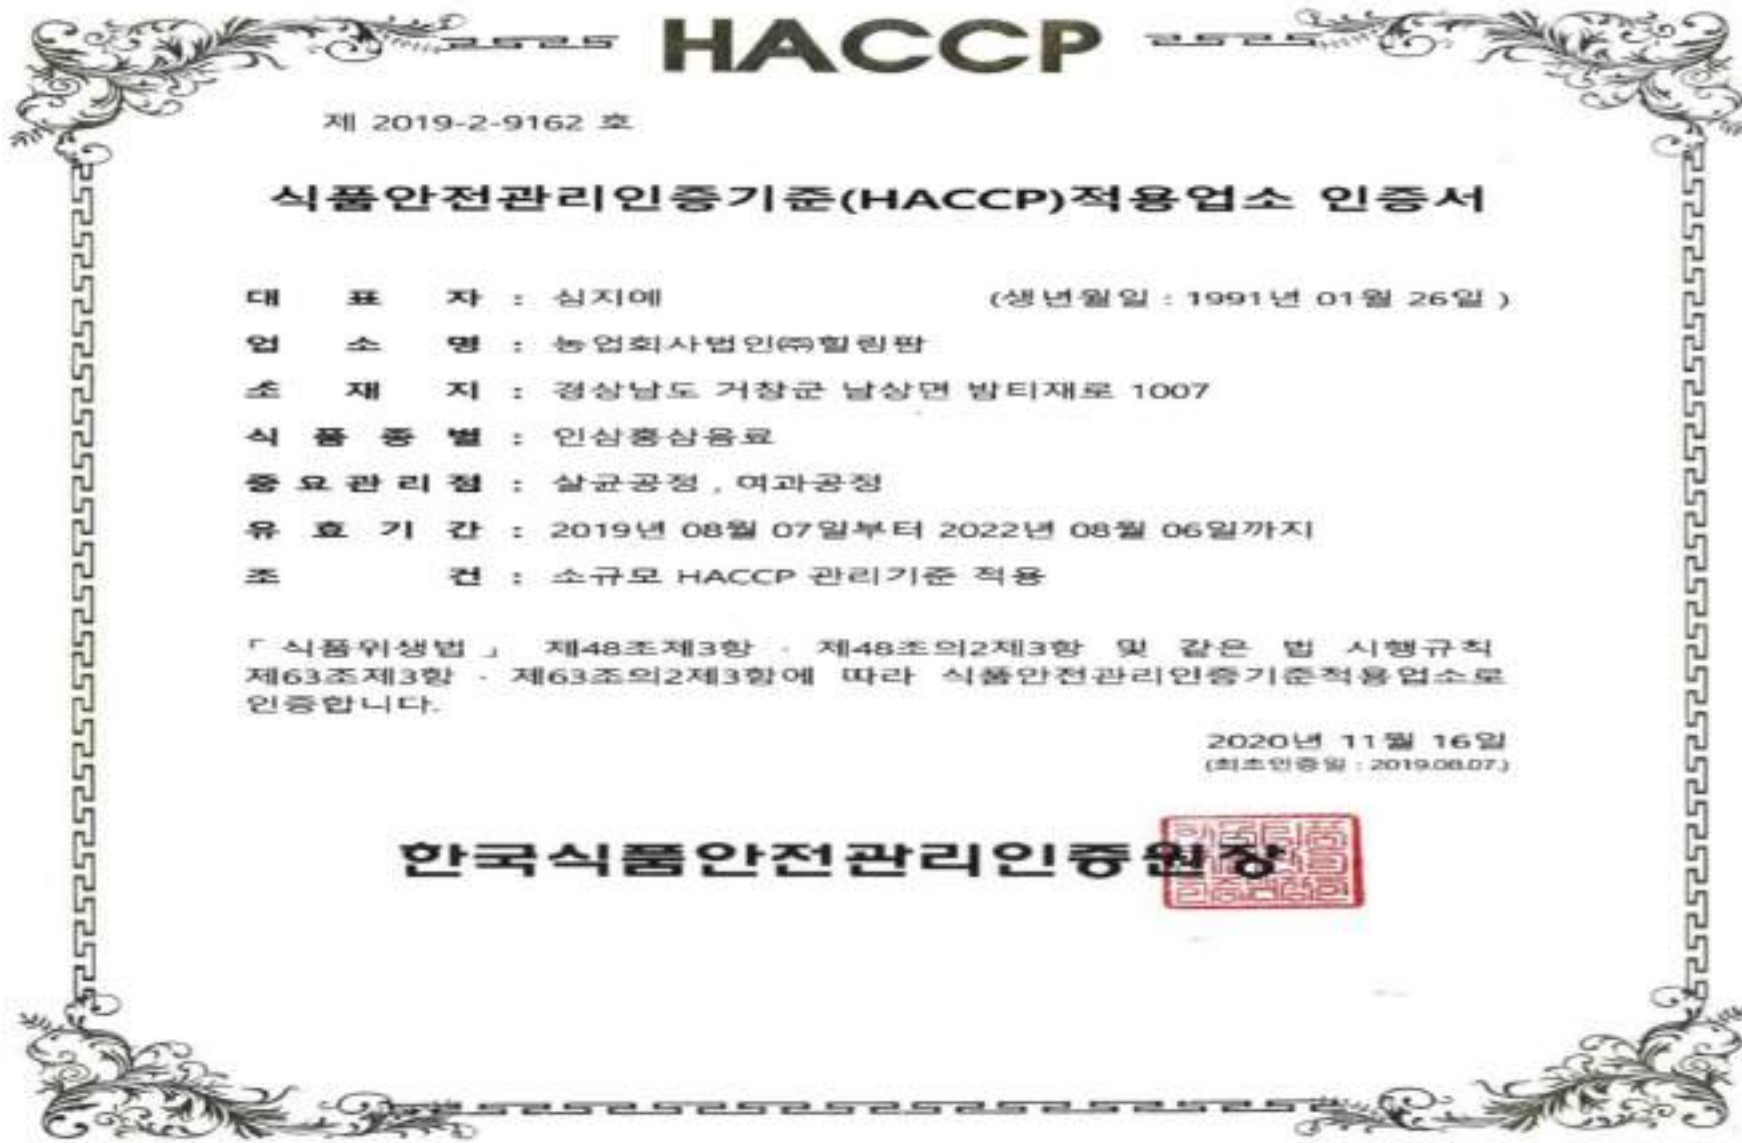 HACCP
제 2019-2-9162 호
식품안전관리인증기준(HACCP)적용업소 인증서
대 표 자 : 심지예 (생년월일 : 1991년 01월 26일 )
업 소 명 : 농업회사법인㈜힐링팜
소 재 지 : 경상남도 거창군 남상면 밤티재로 1007
식 품 종 별 : 인삼홍삼음료
중 요 관 리 점 : 살균공정 , 여과공정
유 효 기 간 : 2019년 08월 07일부터 2022년 08월 06일까지
조 건 : 소규모 HACCP 관리기준 적용
「 식품위생법 」 제48조제3항 · 제48조의2제3항 및 같은 법 시행규칙
제63조제3항 · 제63조의2제3항에 따라 식품안전관리인증기준적용업소로
인증합니다.
2020년 11월 16일
(최초인증일 : 2019.08.07.)
한국식품안전관리인증원장